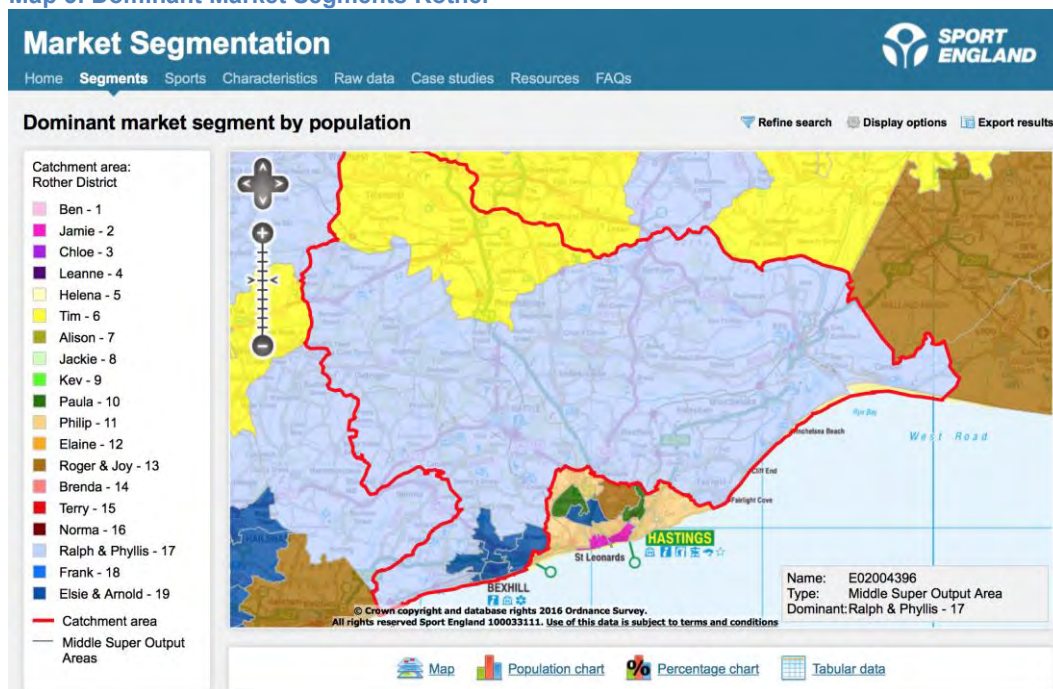 Map 3: Dominant Market Segments Rother
Market Segmentation
SPORT
ENGLAND
Home Segments Sports Characteristics Raw data Case studies Resources FAQs
Dominant market segment by population
Refine search Display options Export results
Catchment area:
Rother District
Ben - 1
Jamie - 2
Chloe - 3
Leanne - 4
Helena - 5
Tim - 6
Alison - 7
Jackie - 8
Kev - 9
Paula - 10
Philip - 11
Elaine - 12
Roger & Joy - 13
Brenda - 14
Terry - 15
Norma - 16
Ralph & Phyllis - 17
Frank - 18
Elsie & Arnold - 19
Catchment area
Middle Super Output
Areas
Rye Bay
West Road
Winchelsea Beach
Cliff End
Fairlight Cove
HASTINGS
St Leonards
BEXHILL
Name: E02004396
Type: Middle Super Output Area
Dominant: Ralph & Phyllis - 17
© Crown copyright and database rights 2016 Ordnance Survey.
All rights reserved Sport England 100033111. Use of this data is subject to terms and conditions
Map Population chart % Percentage chart Tabular data